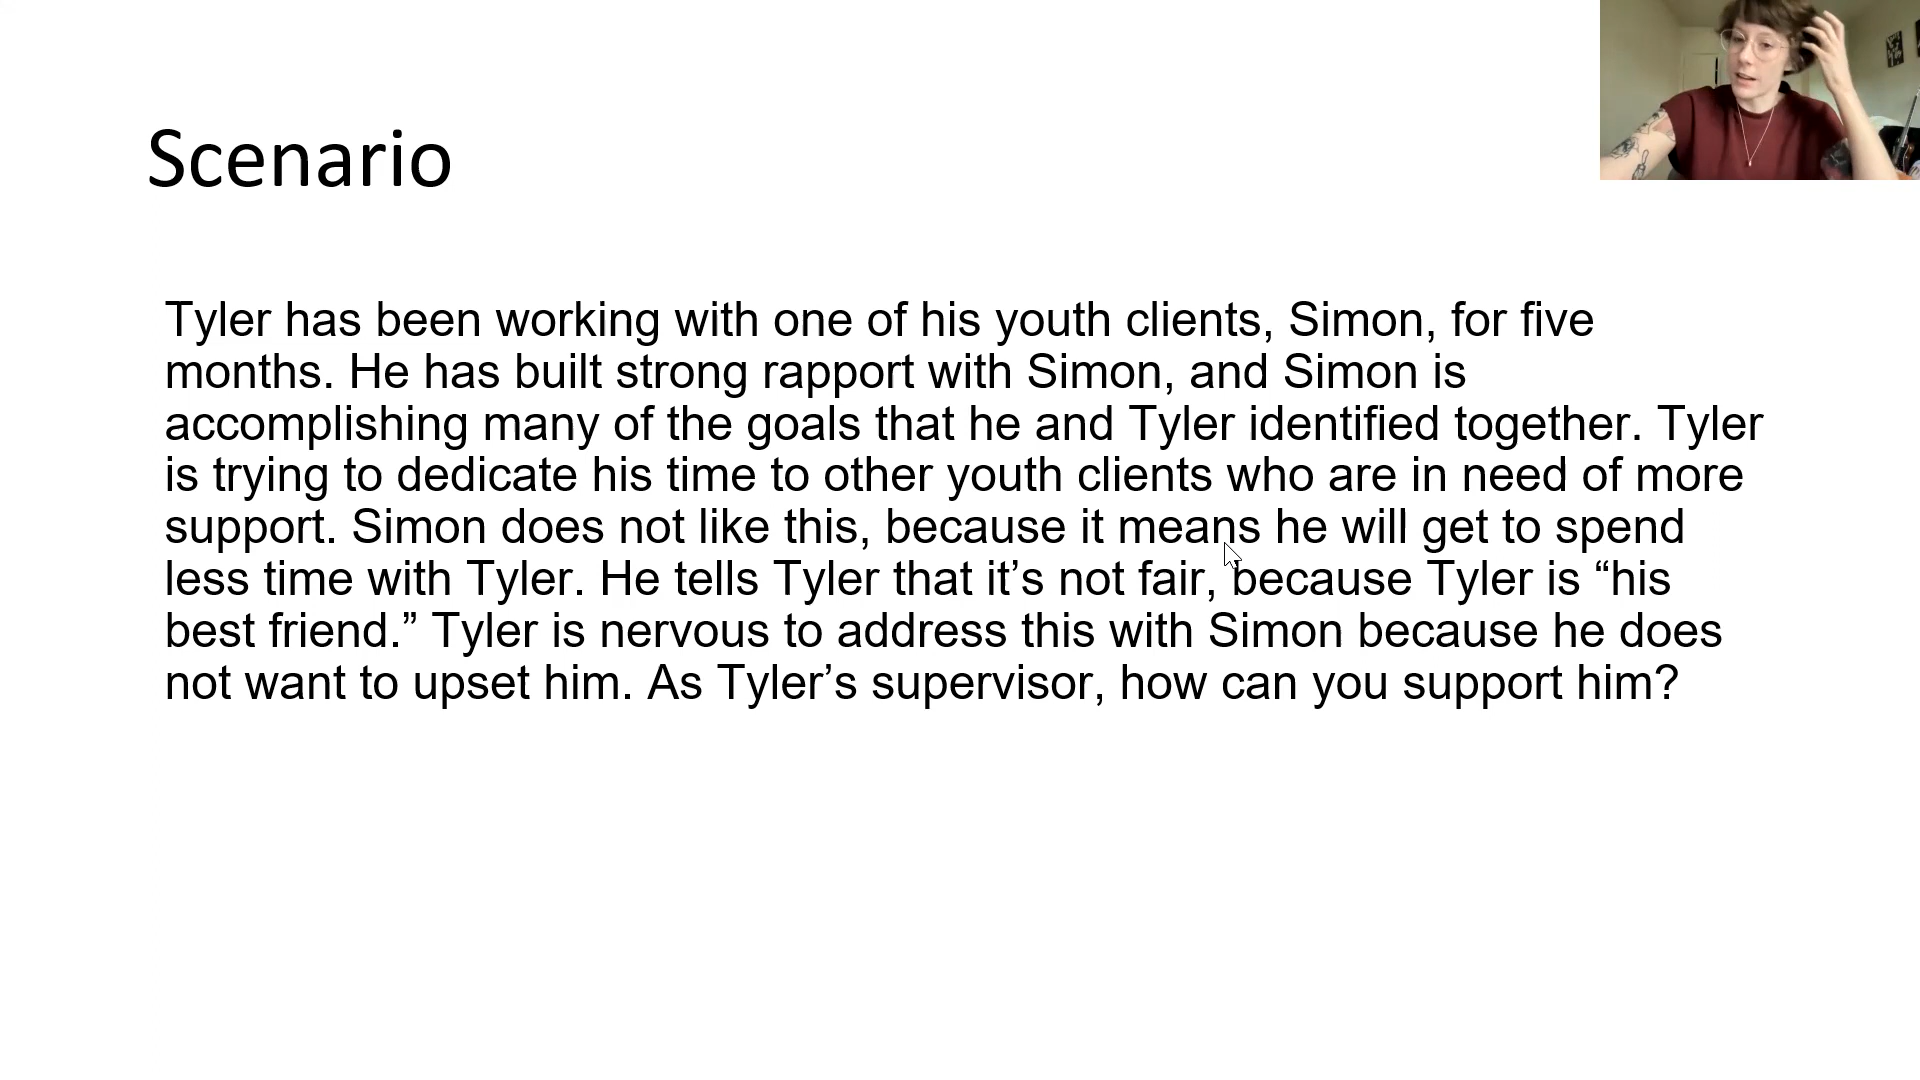 Scenario
Tyler has been working with one of his youth clients, Simon, for five
months. He has built strong rapport with Simon, and Simon is
accomplishing many of the goals that he and Tyler identified together. Tyler
is trying to dedicate his time to other youth clients who are in need of more
support. Simon does not like this, because it means he will get to spend
less time with Tyler. He tells Tyler that it’s not fair, because Tyler is “his
best friend.” Tyler is nervous to address this with Simon because he does
not want to upset him. As Tyler’s supervisor, how can you support him?